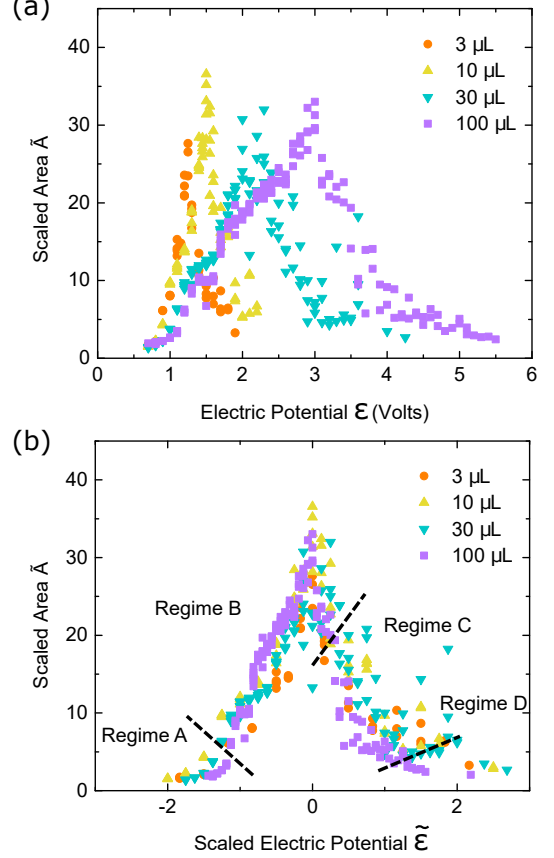 (a)
40
30
20
10
0
Scaled Area Ã
3 µL
10 µL
30 µL
100 µL
0 1 2 3 4 5 6
Electric Potential ℰ (Volts)
(b)
40
30
20
10
0
Scaled Area Ã
3 µL
10 µL
30 µL
100 µL
Regime B
Regime C
Regime A
Regime D
-2 0 2
Scaled Electric Potential ℰ̃